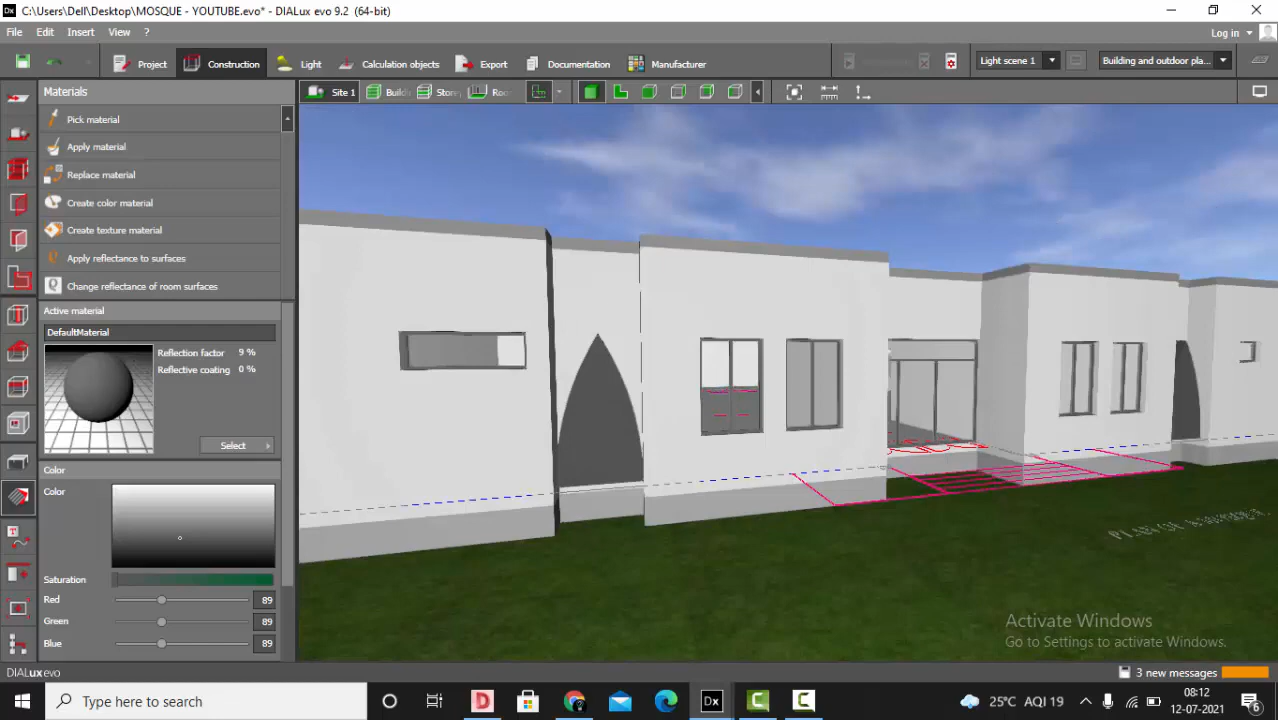 C:\Users\Dell\Desktop\MOSQUE - YOUTUBE.evo* - DIALux evo 9.2 (64-bit)
File Edit Insert View ?
Log in
Project Construction Light Calculation objects Export Documentation Manufacturer
Light scene 1 Building and outdoor pla...
Materials
Site 1
Pick material
Apply material
Replace material
Create color material
Create texture material
Apply reflectance to surfaces
Change reflectance of room surfaces
Active material
DefaultMaterial
Reflection factor 9 %
Reflective coating 0 %
Select
Color
Color
Saturation
Red 89
Green 89
Blue 89
Activate Windows
Go to Settings to activate Windows.
DIALux evo
3 new messages
Type here to search
25°C AQI 19
08:12
12-07-2021
6